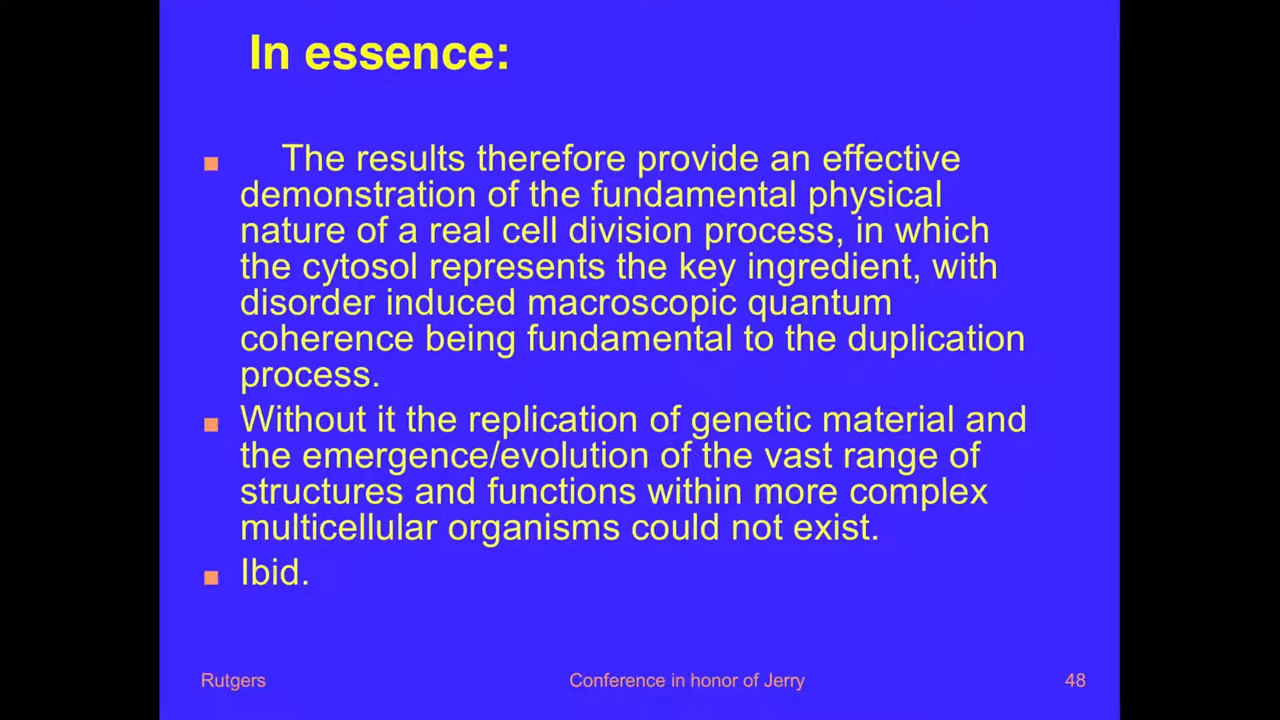 In essence:
The results therefore provide an effective
demonstration of the fundamental physical
nature of a real cell division process, in which
the cytosol represents the key ingredient, with
disorder induced macroscopic quantum
coherence being fundamental to the duplication
process.
Without it the replication of genetic material and
the emergence/evolution of the vast range of
structures and functions within more complex
multicellular organisms could not exist.
Ibid.
Rutgers Conference in honor of Jerry 48